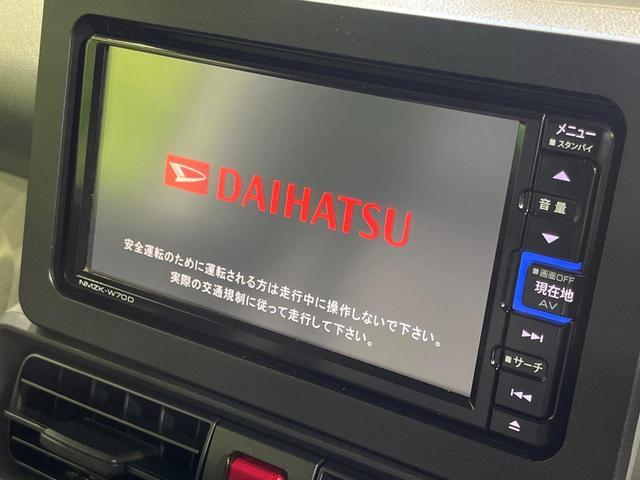 DAIHATSU
安全運転のために運転される方は走行中に操作しないで下さい。
実際の交通規制に従って走行して下さい。
NMZK-W70D
メニュー
スタンバイ
音量
画面OFF
現在地
AV
サーチ